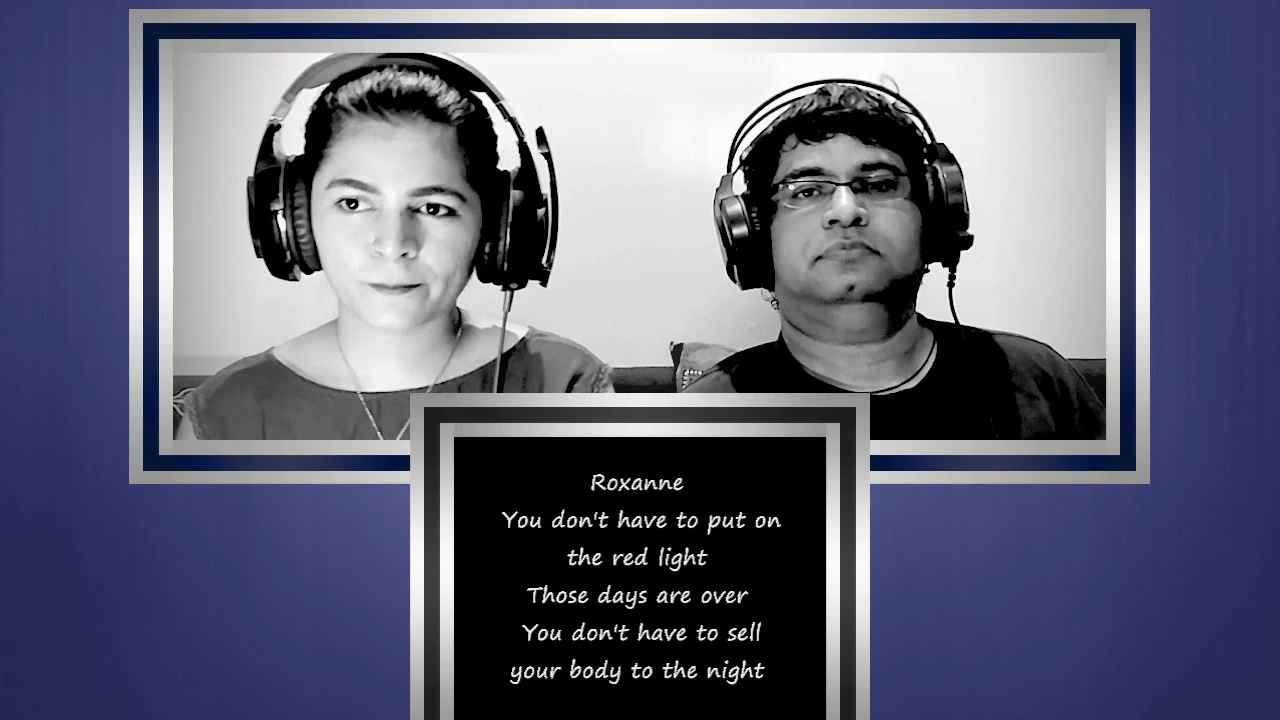 Roxanne
You don't have to put on
the red light
Those days are over
You don't have to sell
your body to the night